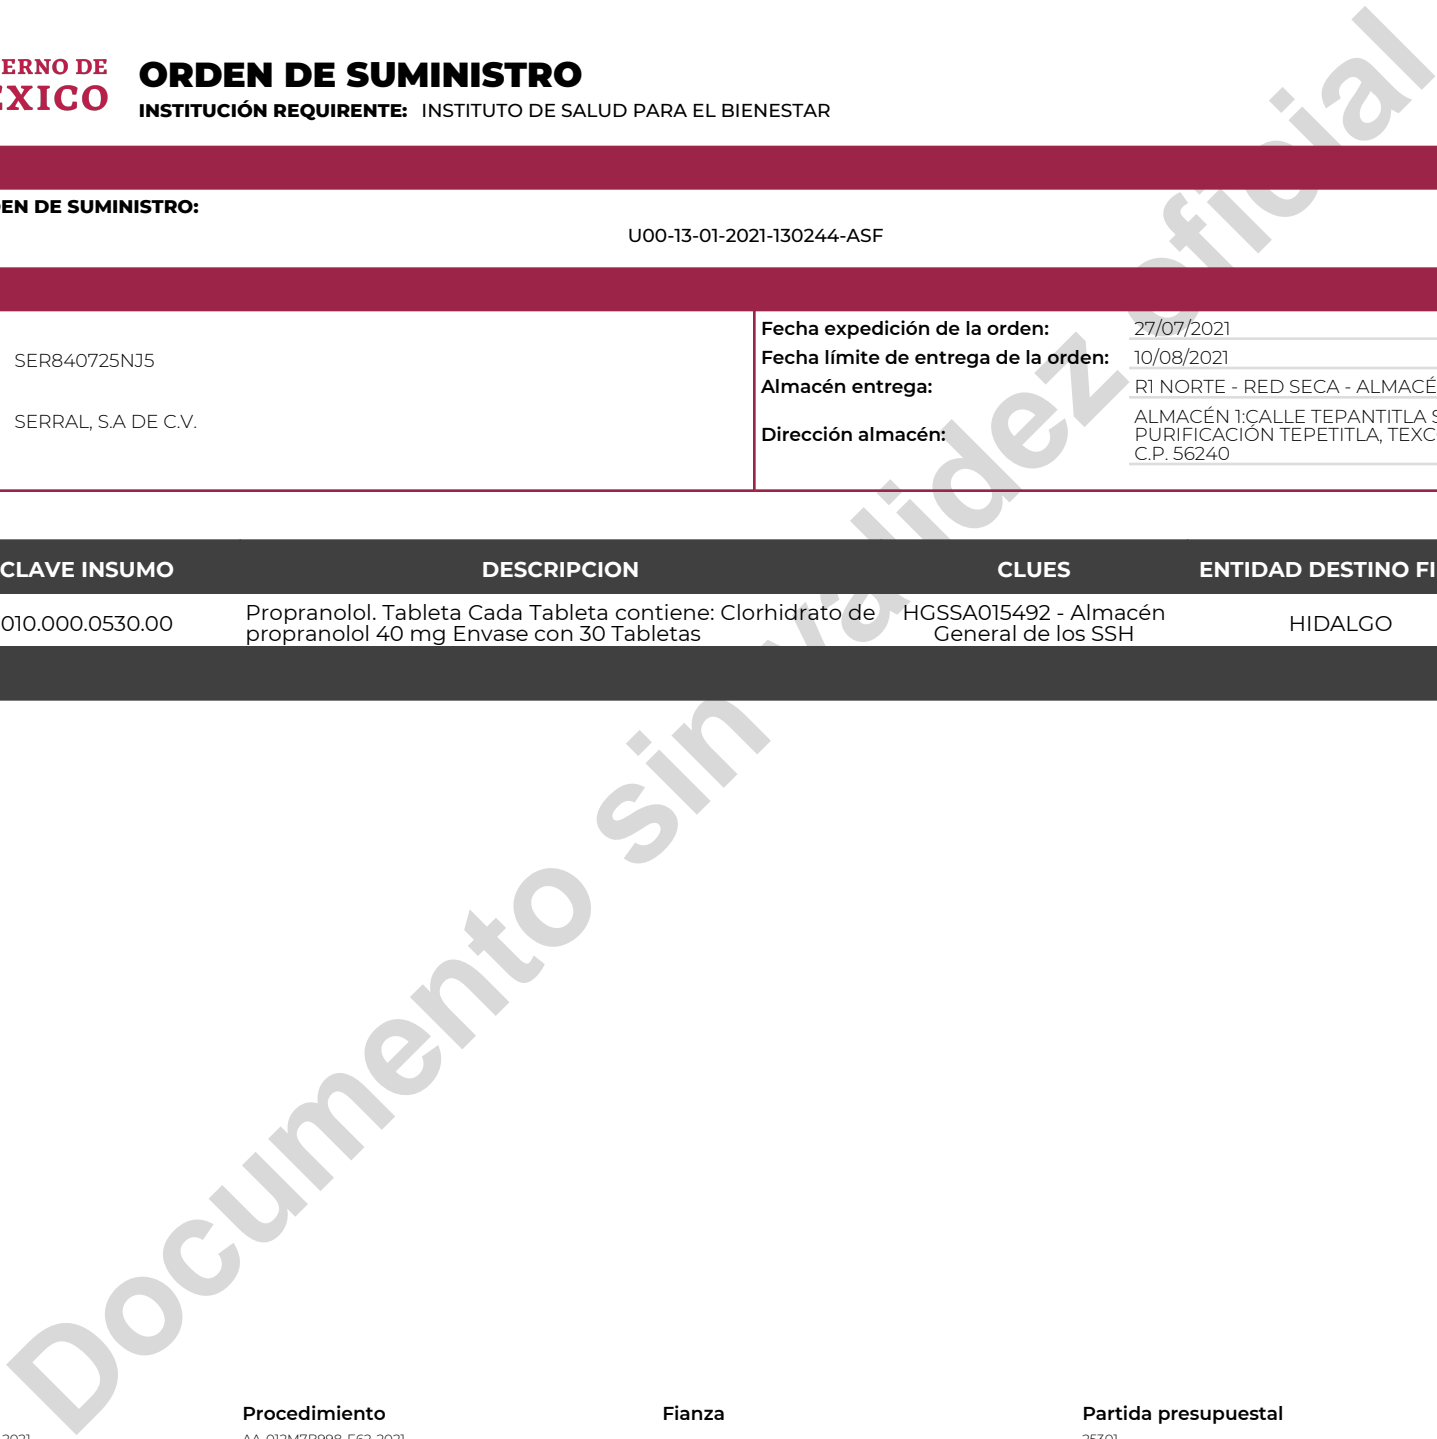 ERNO DE
ÉXICO
ORDEN DE SUMINISTRO
INSTITUCIÓN REQUIRENTE: INSTITUTO DE SALUD PARA EL BIENESTAR
EN DE SUMINISTRO:
U00-13-01-2021-130244-ASF
SER840725NJ5
SERRAL, S.A DE C.V.
Fecha expedición de la orden: 27/07/2021
Fecha límite de entrega de la orden: 10/08/2021
Almacén entrega: R1 NORTE - RED SECA - ALMACÉ
Dirección almacén: ALMACÉN 1:CALLE TEPANTITLA
PURIFICACIÓN TEPETITLA, TEXC
C.P. 56240
CLAVE INSUMO DESCRIPCION CLUES ENTIDAD DESTINO FI
010.000.0530.00 Propranolol. Tableta Cada Tableta contiene: Clorhidrato de HGSSA015492 - Almacén HIDALGO
propranolol 40 mg Envase con 30 Tabletas General de los SSH
Documento sin validez oficial
Procedimiento Fianza Partida presupuestal